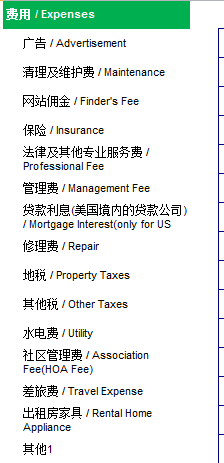 费用 / Expenses
广告 / Advertisement
清理及维护费 / Maintenance
网站佣金 / Finder's Fee
保险 / Insurance
法律及其他专业服务费 /
Professional Fee
管理费 / Management Fee
贷款利息(美国境内的贷款公司)
/ Mortgage Interest(only for US
修理费 / Repair
地税 / Property Taxes
其他税 / Other Taxes
水电费 / Utility
社区管理费 / Association
Fee(HOA Fee)
差旅费 / Travel Expense
出租房家具 / Rental Home
Appliance
其他1